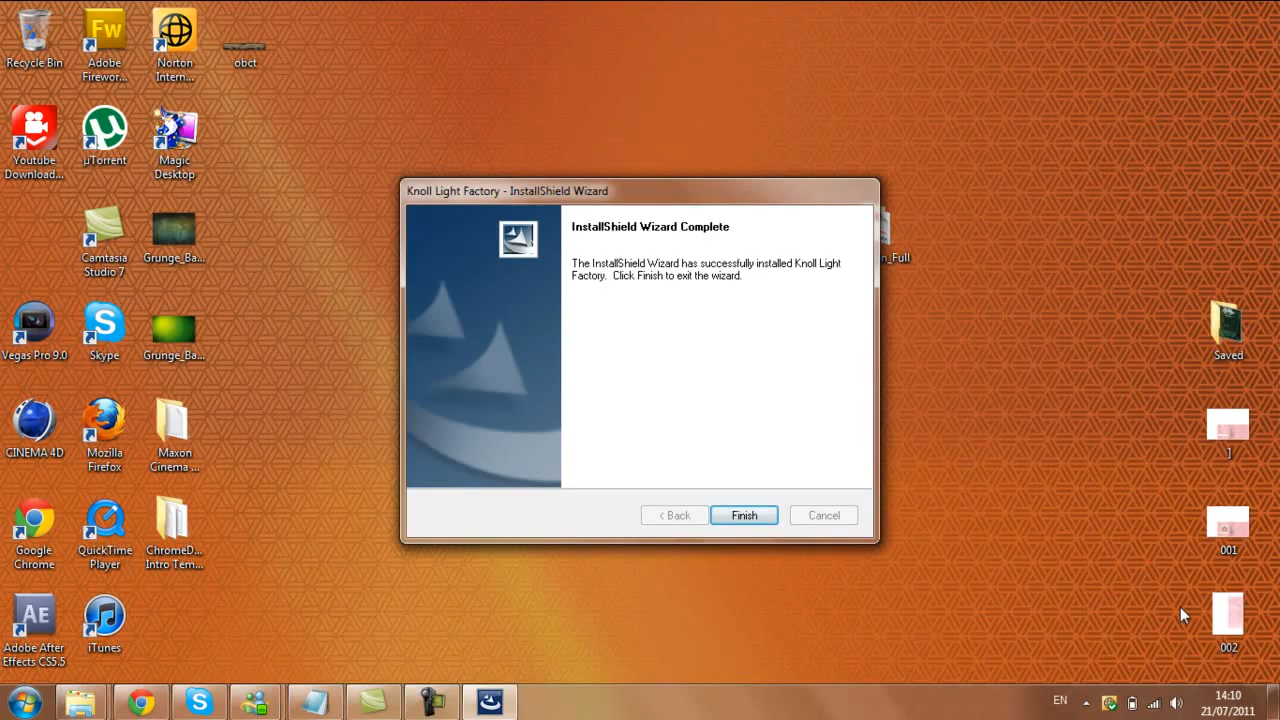 Recycle Bin
Fw
Adobe
Firewor...
Norton
Intern...
obct
Youtube
Download...
µ
µTorrent
Magic
Desktop
Camtasia
Studio 7
Grunge_Ba...
Vegas Pro 9.0
S
Skype
Grunge_Ba...
CINEMA 4D
Mozilla
Firefox
Maxon
Cinema ...
Google
Chrome
QuickTime
Player
ChromeD...
Intro Tem...
AE
Adobe After
Effects CS5.5
iTunes
Knoll Light Factory - InstallShield Wizard
InstallShield Wizard Complete
The InstallShield Wizard has successfully installed Knoll Light
Factory. Click Finish to exit the wizard.
< Back
Finish
Cancel
n_Full
Saved
001
002
S
EN
14:10
21/07/2011